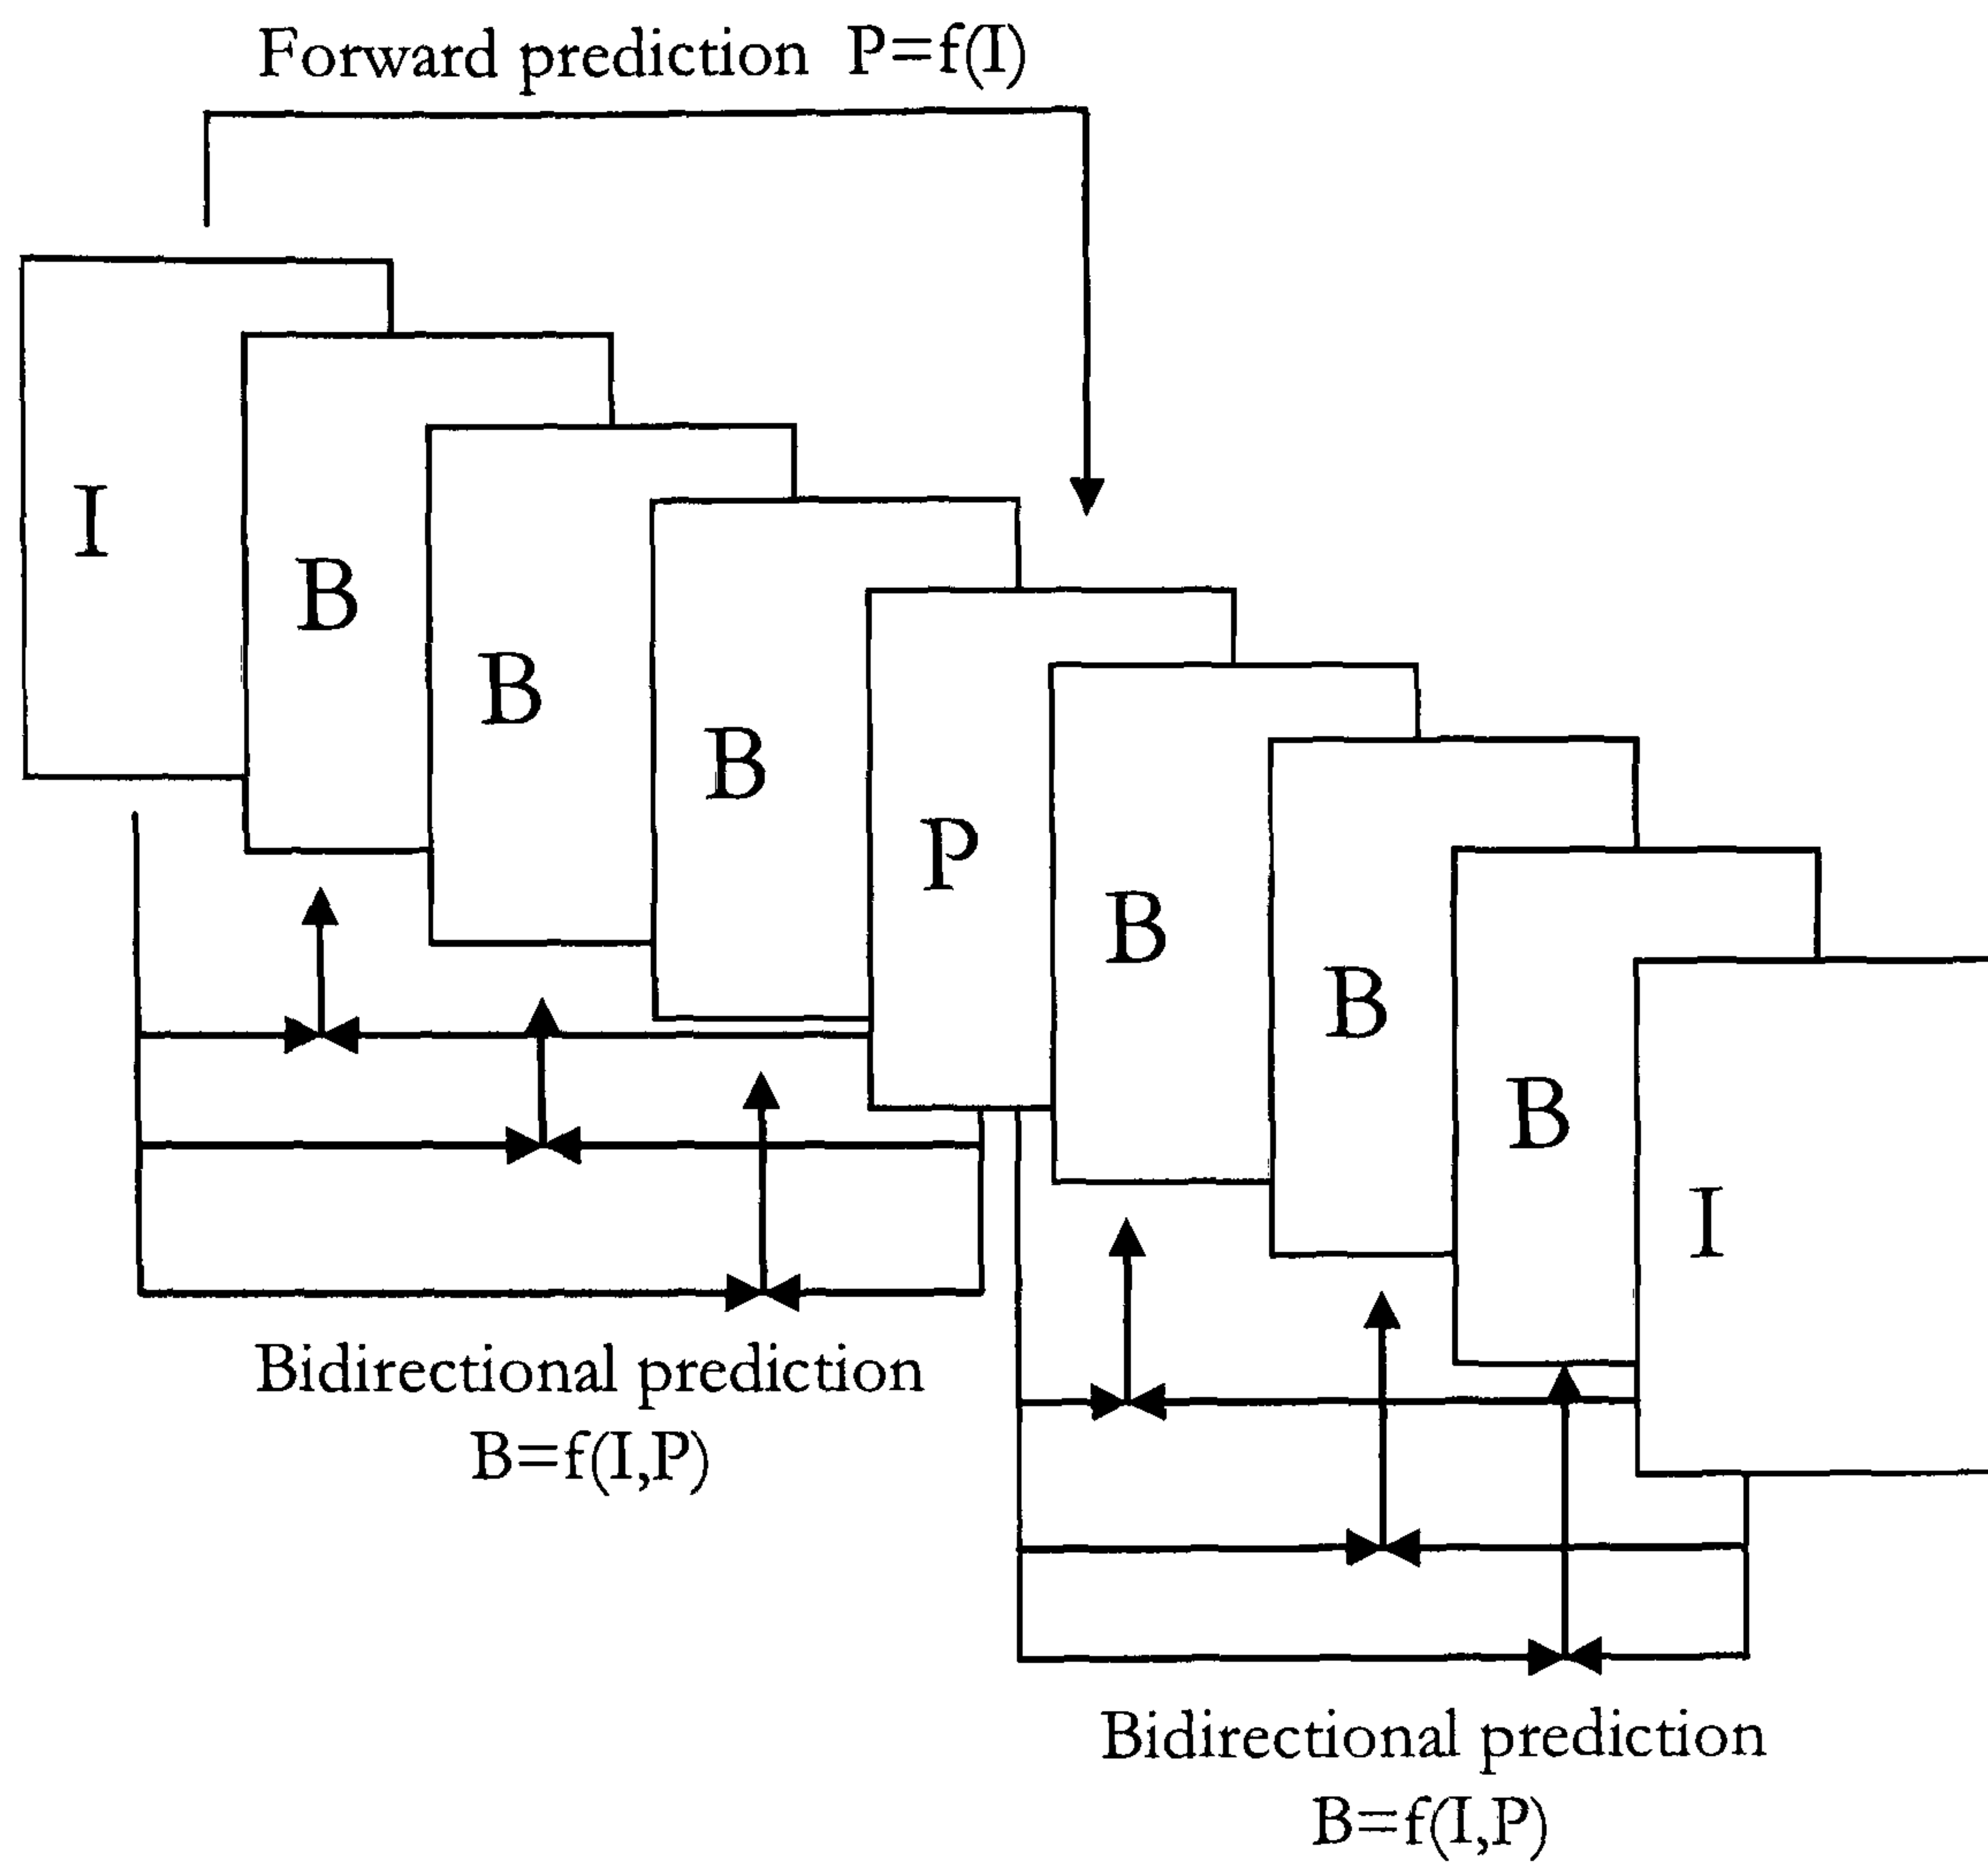 Forward prediction P=f(I)
I
B
B
B
P
B
B
B
I
Bidirectional prediction
B=f(I,P)
Bidirectional prediction
B=f(I,P)